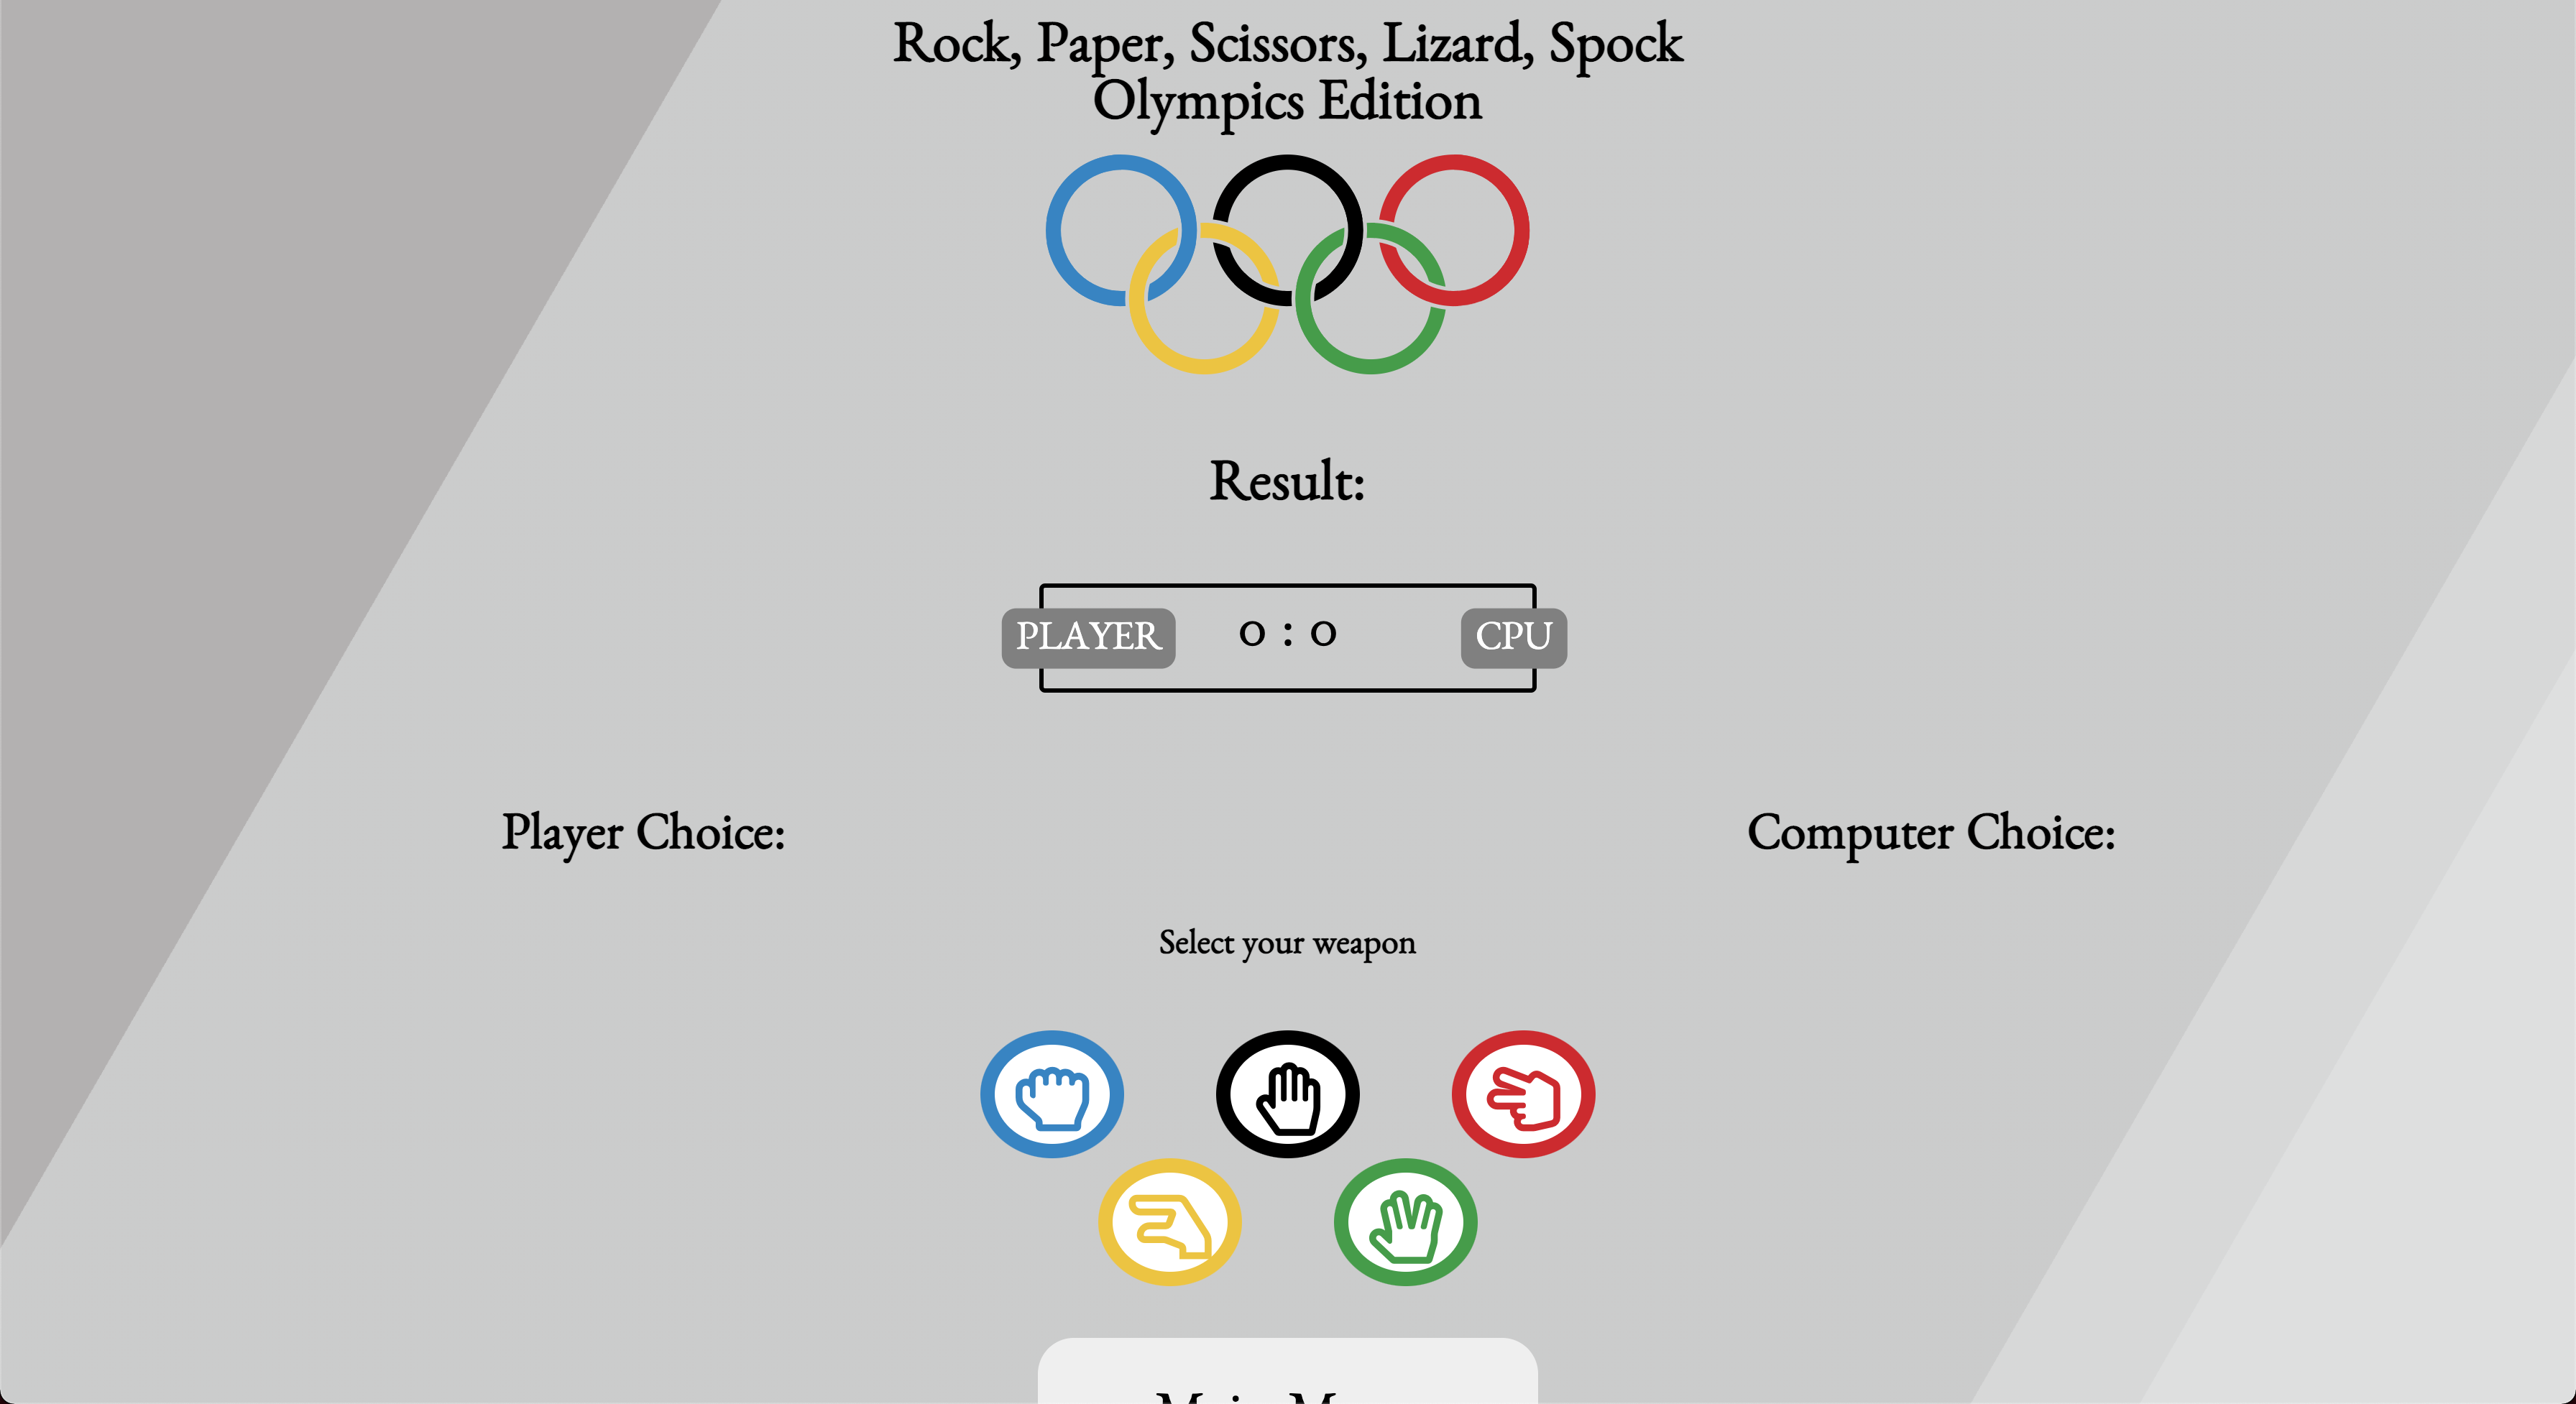 Rock, Paper, Scissors, Lizard, Spock
Olympics Edition
Result:
PLAYER 0 : 0 CPU
Player Choice: Computer Choice:
Select your weapon